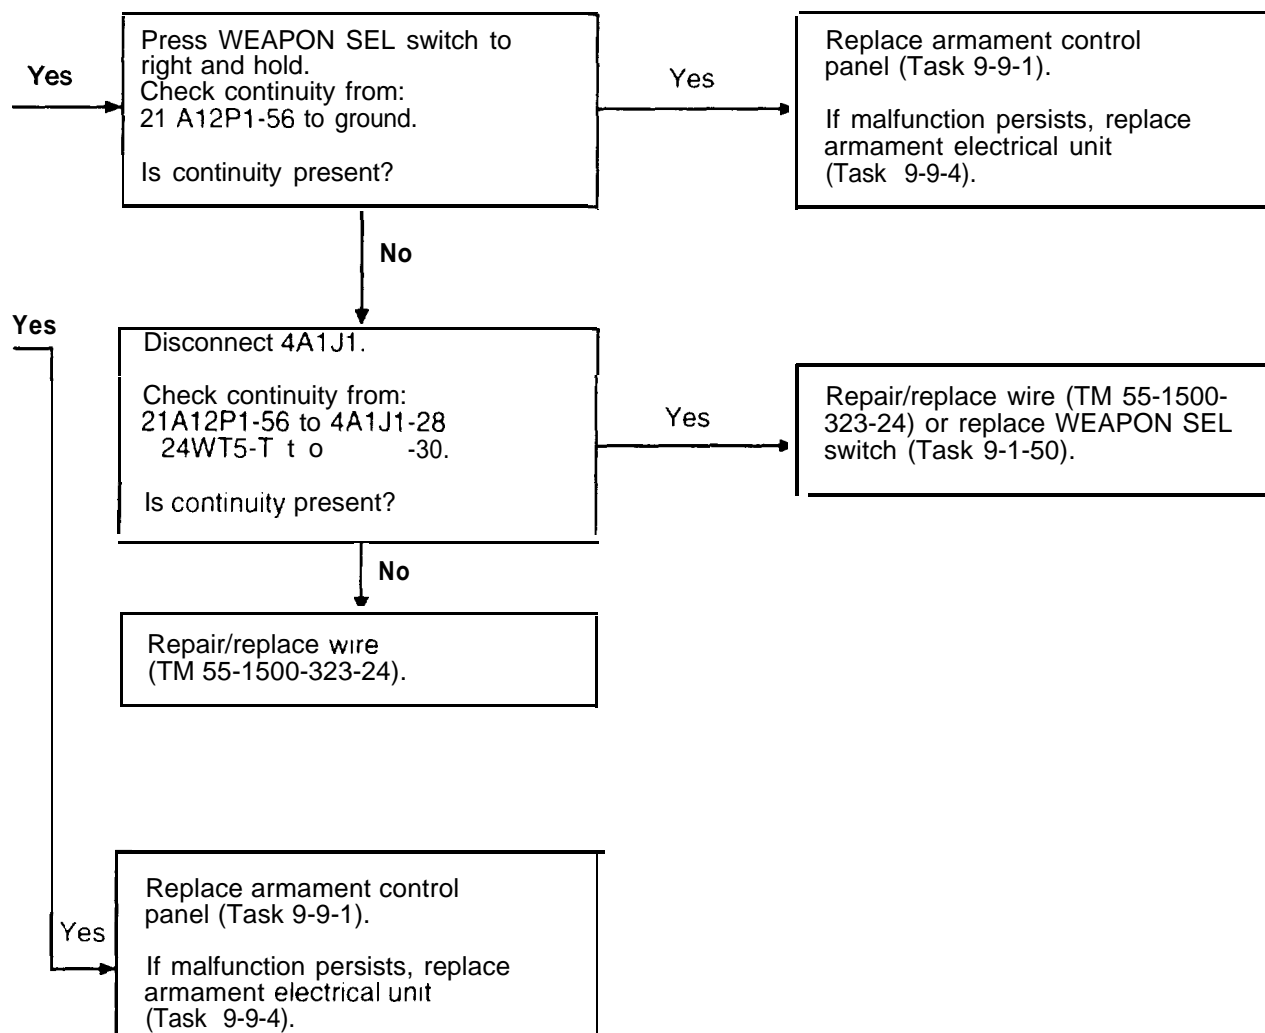 Yes
Press WEAPON SEL switch to
right and hold.
Check continuity from:
21 A12P1-56 to ground.
Is continuity present?
Yes
Replace armament control
panel (Task 9-9-1).
If malfunction persists, replace
armament electrical unit
(Task 9-9-4).
No
Yes
Disconnect 4A1J1.
Check continuity from:
21A12P1-56 to 4A1J1-28
24WT5-T t o -30.
Is continuity present?
Yes
Repair/replace wire (TM 55-1500-
323-24) or replace WEAPON SEL
switch (Task 9-1-50).
No
Repair/replace wire
(TM 55-1500-323-24).
Yes
Replace armament control
panel (Task 9-9-1).
If malfunction persists, replace
armament electrical unit
(Task 9-9-4).